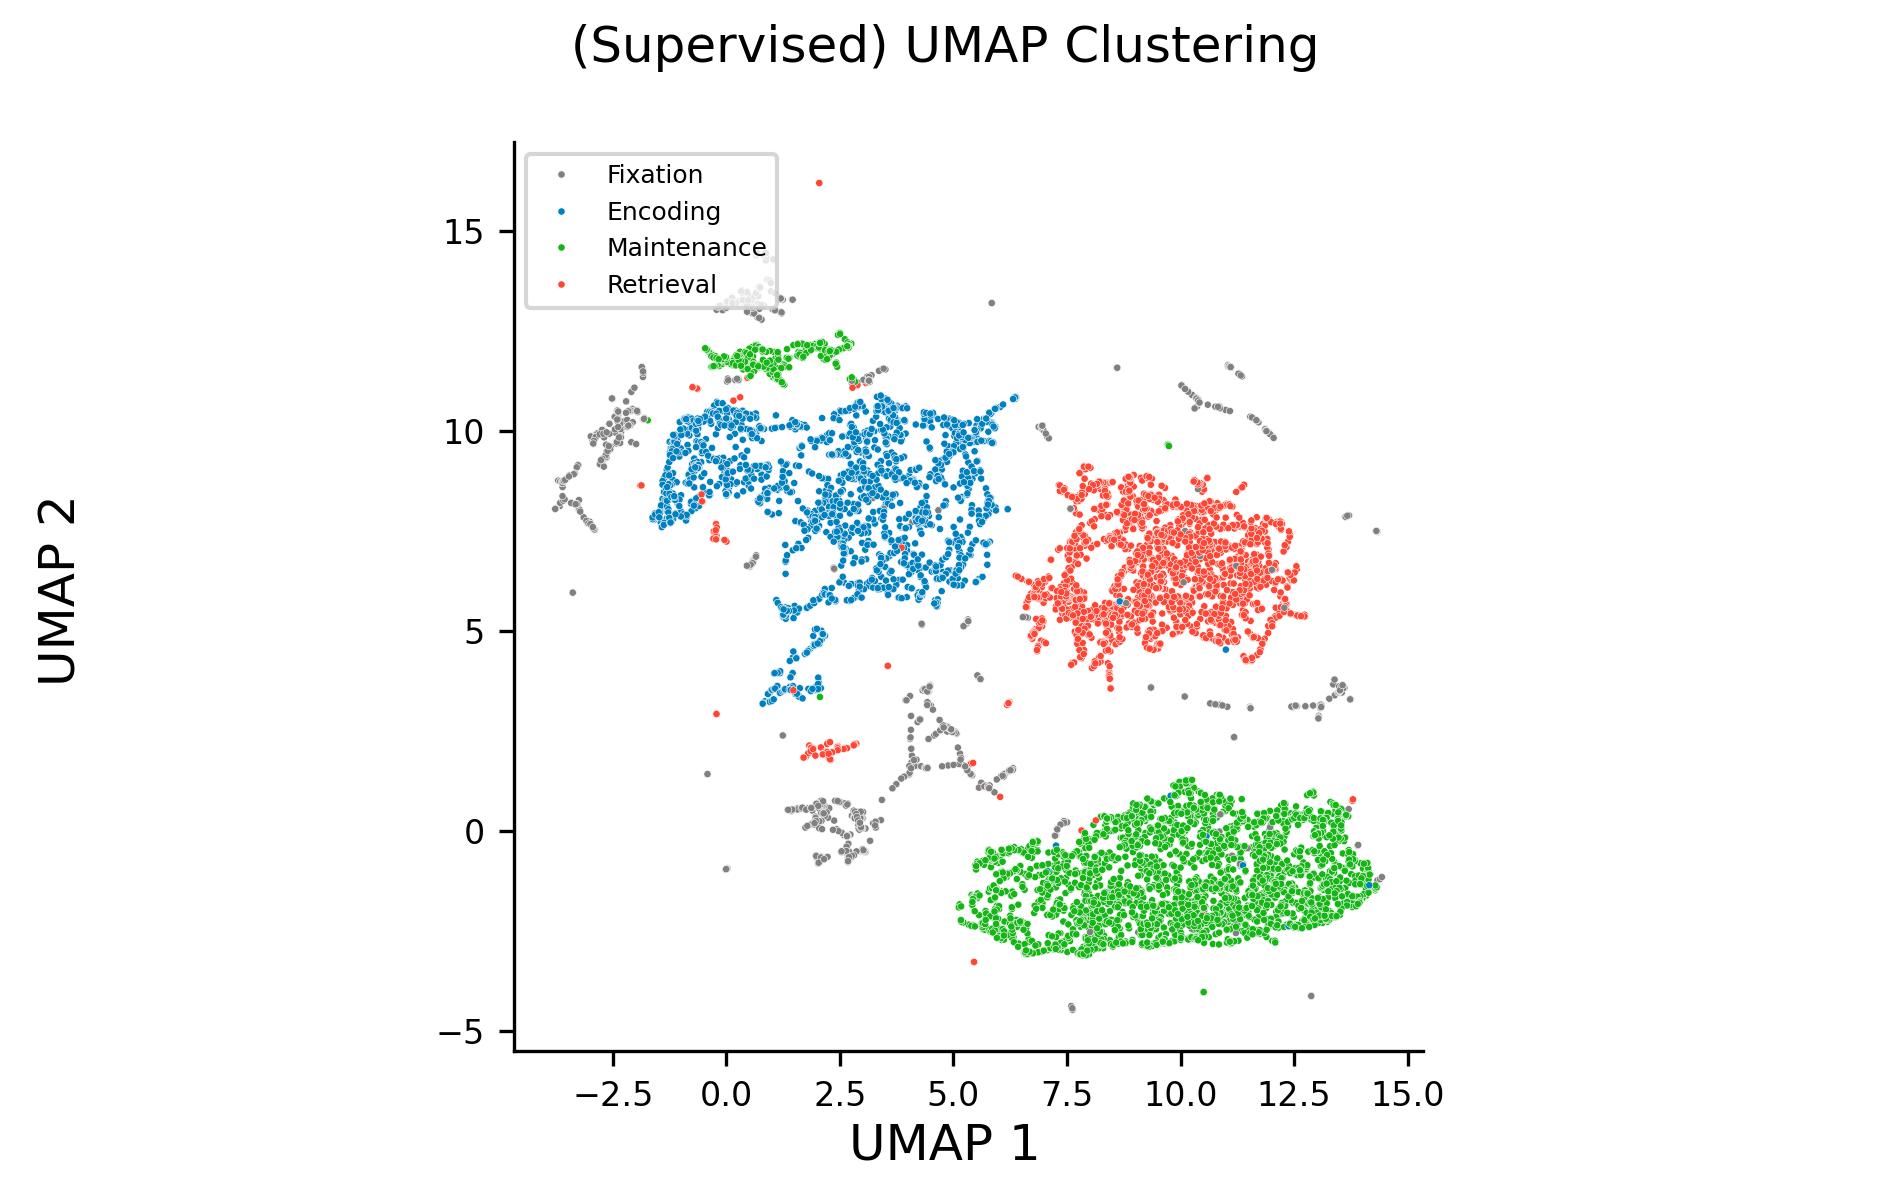 (Supervised) UMAP Clustering
Fixation
Encoding
Maintenance
Retrieval
UMAP 2
15
10
5
0
−5
−2.5 0.0 2.5 5.0 7.5 10.0 12.5 15.0
UMAP 1